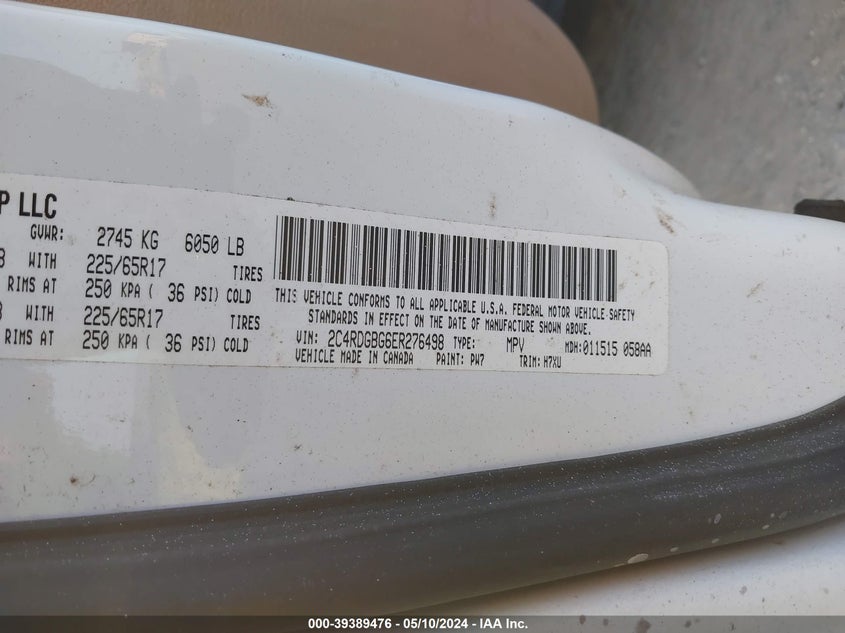 P LLC
GVWR: 2745 KG 6050 LB
WITH 225/65R17 TIRES
RIMS AT 250 KPA ( 36 PSI) COLD
WITH 225/65R17 TIRES
RIMS AT 250 KPA ( 36 PSI) COLD
THIS VEHICLE CONFORMS TO ALL APPLICABLE U.S.A. FEDERAL MOTOR VEHICLE SAFETY
STANDARDS IN EFFECT ON THE DATE OF MANUFACTURE SHOWN ABOVE.
VIN: 2C4RDGBG6ER276498 TYPE: MPV MDH:011515 058AA
VEHICLE MADE IN CANADA PAINT: PW7 TRIM: H7XU
000-39389476 - 05/10/2024 - IAA Inc.